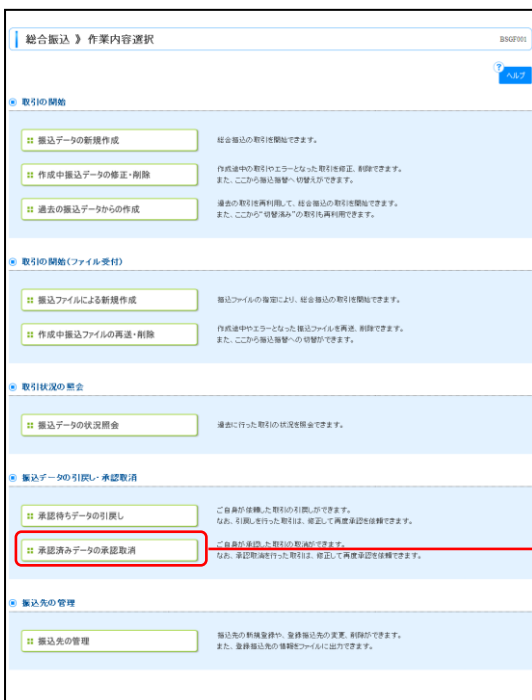 総合振込 》 作業内容選択
BSGF001
?
ヘルプ
取引の開始
振込データの新規作成
総合振込の取引を開始できます。
作成中振込データの修正・削除
作成途中の取引やエラーとなった取引を修正、削除できます。
また、ここから振込振替へ切替えができます。
過去の振込データからの作成
過去の取引を再利用して、総合振込の取引を開始できます。
また、ここから“切替済み”の取引も再利用できます。
取引の開始(ファイル受付)
振込ファイルによる新規作成
振込ファイルの指定により、総合振込の取引を開始できます。
作成中振込ファイルの再送・削除
作成途中やエラーとなった振込ファイルを再送、削除できます。
また、ここから振込振替への切替ができます。
取引状況の照会
振込データの状況照会
過去に行った取引の状況を照会できます。
振込データの引戻し・承認取消
承認待ちデータの引戻し
ご自身が依頼した取引の引戻しができます。
なお、引戻しを行った取引は、修正して再度承認を依頼できます。
承認済みデータの承認取消
ご自身が承認した取引の取消ができます。
なお、承認取消を行った取引は、修正して再度承認を依頼できます。
振込先の管理
振込先の管理
振込先の新規登録や、登録振込先の変更、削除ができます。
また、登録振込先の情報をファイルに出力できます。